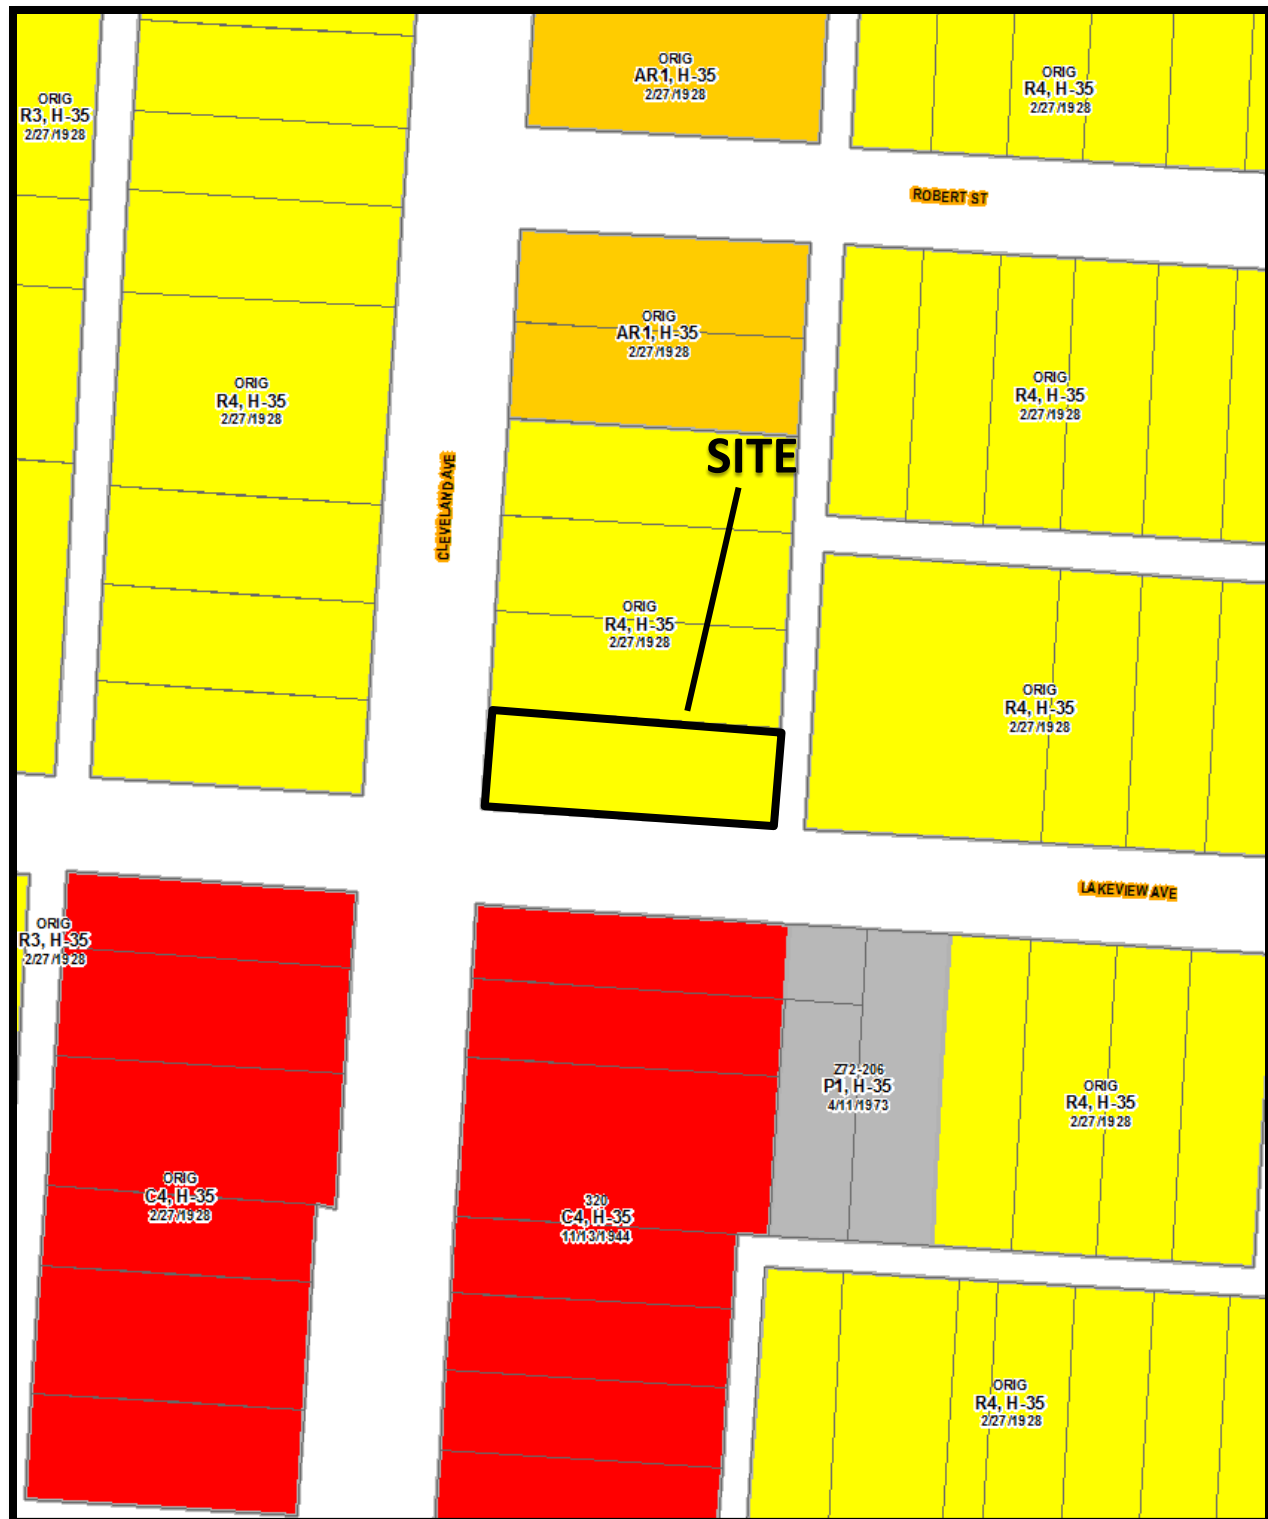 ORIG
AR1, H-35
2/27/1928
ORIG
R4, H-35
2/27/1928
ORIG
R3, H-35
2/27/1928
ROBERT ST
ORIG
AR1, H-35
2/27/1928
ORIG
R4, H-35
2/27/1928
ORIG
R4, H-35
2/27/1928
SITE
CLEVELAND AVE
ORIG
R4, H-35
2/27/1928
ORIG
R4, H-35
2/27/1928
LAKEVIEW AVE
ORIG
R3, H-35
2/27/1928
Z72-206
P1, H-35
4/11/1973
ORIG
R4, H-35
2/27/1928
ORIG
C4, H-35
2/27/1928
320
C4, H-35
11/13/1944
ORIG
R4, H-35
2/27/1928